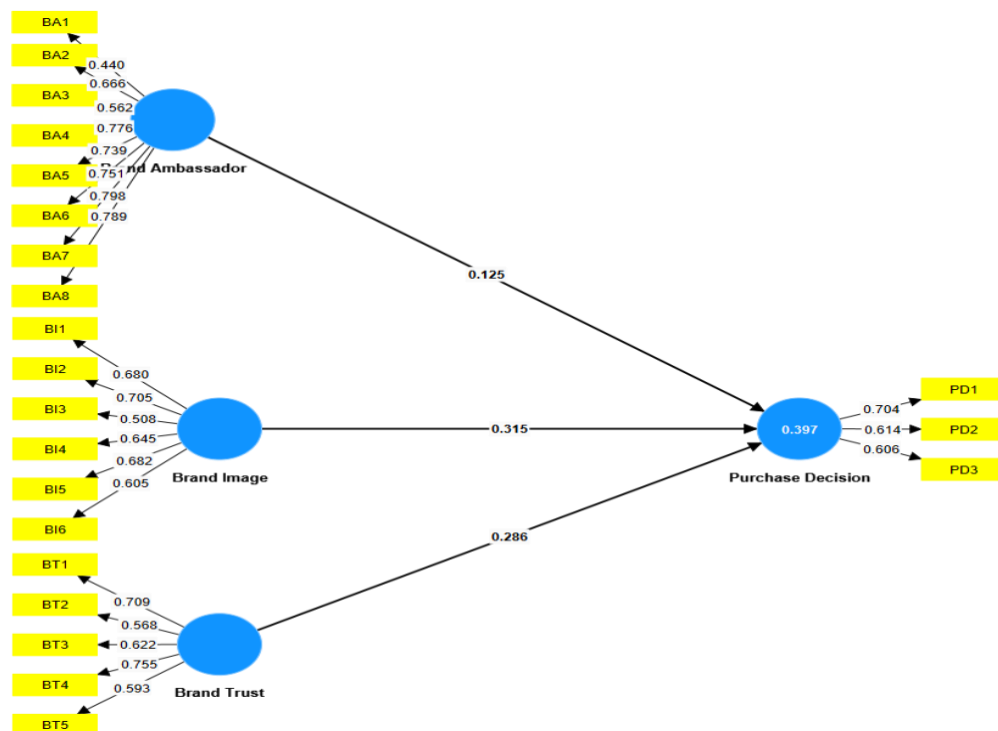 BA1
BA2
BA3
BA4
BA5
BA6
BA7
BA8
0.440
0.666
0.562
0.776
0.739
0.751
0.798
0.789
Brand Ambassador
0.125
BI1
BI2
BI3
BI4
BI5
BI6
0.680
0.705
0.508
0.645
0.682
0.605
Brand Image
0.315
BT1
BT2
BT3
BT4
BT5
0.709
0.568
0.622
0.755
0.593
Brand Trust
0.286
0.397
Purchase Decision
0.704
0.614
0.606
PD1
PD2
PD3